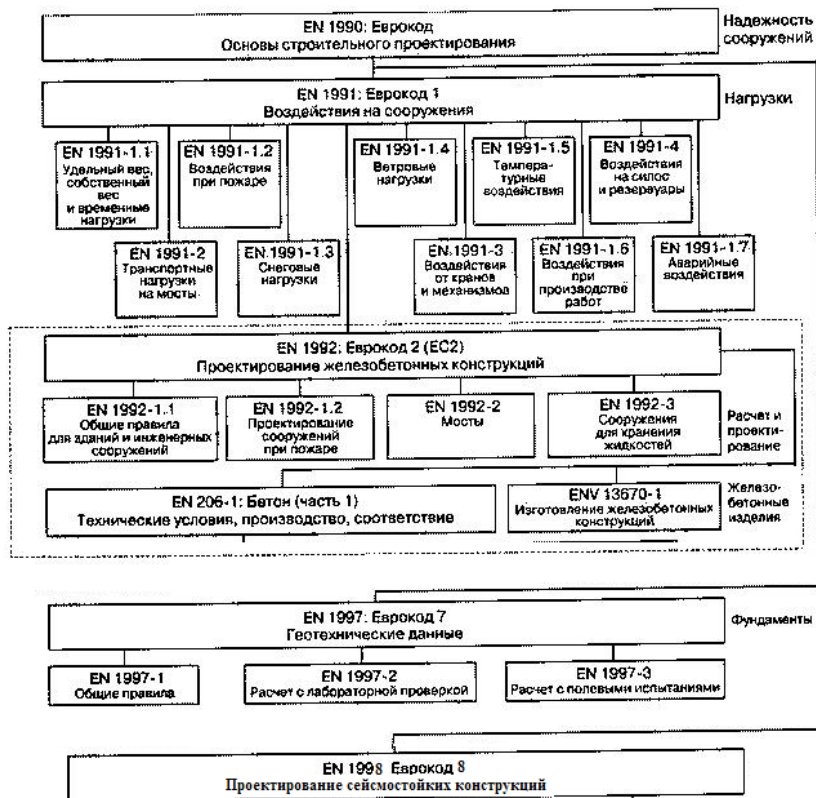 EN 1990: Еврокод
Основы строительного проектирования
Надежность
сооружений
EN 1991: Еврокод 1
Воздействия на сооружения
Нагрузки
EN 1991-1.1
Удельный вес,
собственный
вес
и временные
нагрузки
EN 1991-1.2
Воздействия
при пожаре
EN 1991-1.4
Ветровые
нагрузки
EN 1991-1.5
Темпера-
турные
воздействия
EN 1991-4
Воздействия
на силос
и резервуары
EN 1991-2
Транспортные
нагрузки
на мосты
EN.1991-1.3
Снеговые
нагрузки
EN 1991-3
Воздействия
от кранов
и механизмов
EN 1991-1.6
Воздействия
при
производстве
работ
EN 1991-1.7
Аварийные
воздействия
EN 1992: Еврокод 2 (EC2)
Проектирование железобетонных конструкций
EN 1992-1.1
Общие правила
для зданий и инженерных
сооружений
EN 1992-1.2
Проектирование
сооружений
при пожаре
EN 1992-2
Мосты
EN 1992-3
Сооружения
для хранения
жидкостей
Расчет и
проекти-
рование
EN 206-1: Бетон (часть 1)
Технические условия, производство, соответствие
ENV 13670-1
Изготовление железобетонных
конструкций
Железо-
бетонные
изделия
EN 1997: Еврокод 7
Геотехнические данные
Фундаменты
EN 1997-1
Общие правила
EN 1997-2
Расчет с лабораторной проверкой
EN 1997-3
Расчет с полевыми испытаниями
EN 1998 Еврокод 8
Проектирование сейсмостойких конструкций